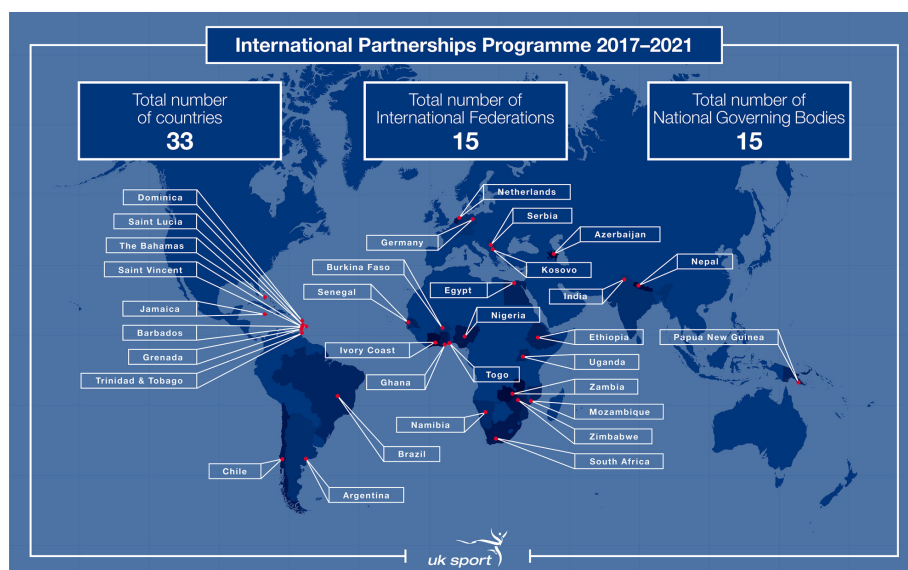 International Partnerships Programme 2017–2021
Total number
of countries
33
Total number of
International Federations
15
Total number of
National Governing Bodies
15
Dominica
Saint Lucia
The Bahamas
Saint Vincent
Jamaica
Barbados
Grenada
Trinidad & Tobago
Chile
Argentina
Brazil
Netherlands
Germany
Serbia
Kosovo
Azerbaijan
Burkina Faso
Senegal
Egypt
Nigeria
Ivory Coast
Ghana
Togo
India
Nepal
Ethiopia
Uganda
Zambia
Mozambique
Zimbabwe
South Africa
Namibia
Papua New Guinea
uk sport